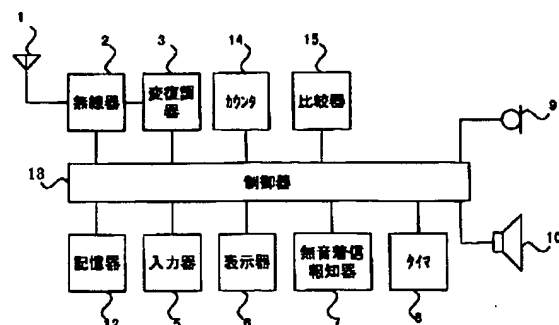 1
2
3
14
15
無線器
変復調
器
カウンタ
比較器
9
13
制御器
10
記憶器
入力器
表示器
無音着信
報知器
タイマ
12
5
6
7
8